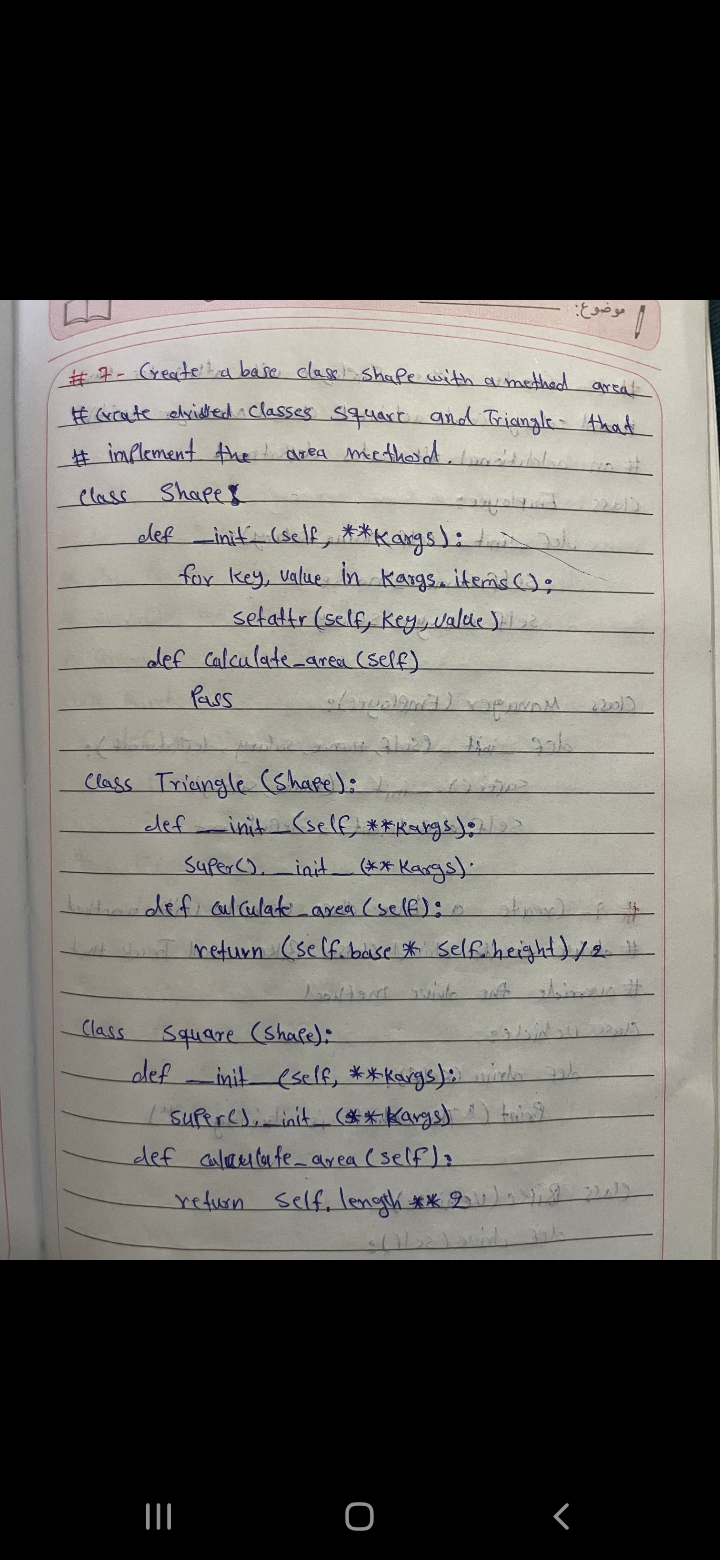 موضوع:
# 7- Create a base class shape with a method area
# Create divided classes square and Triangle that
# implement the area method.
class Shape:
def __init__(self, **kargs):
for key, value in kargs.items():
setattr(self, key, value)
def calculate_area(self)
Pass
class Triangle (Shape):
def __init__(self, **kargs):
super().__init__(**kargs).
def calculate_area(self):
return (self.base * self.height) / 2
class Square (Shape):
def __init__(self, **kargs):
super().__init__(**kargs)
def calculate_area(self):
return self.length ** 2